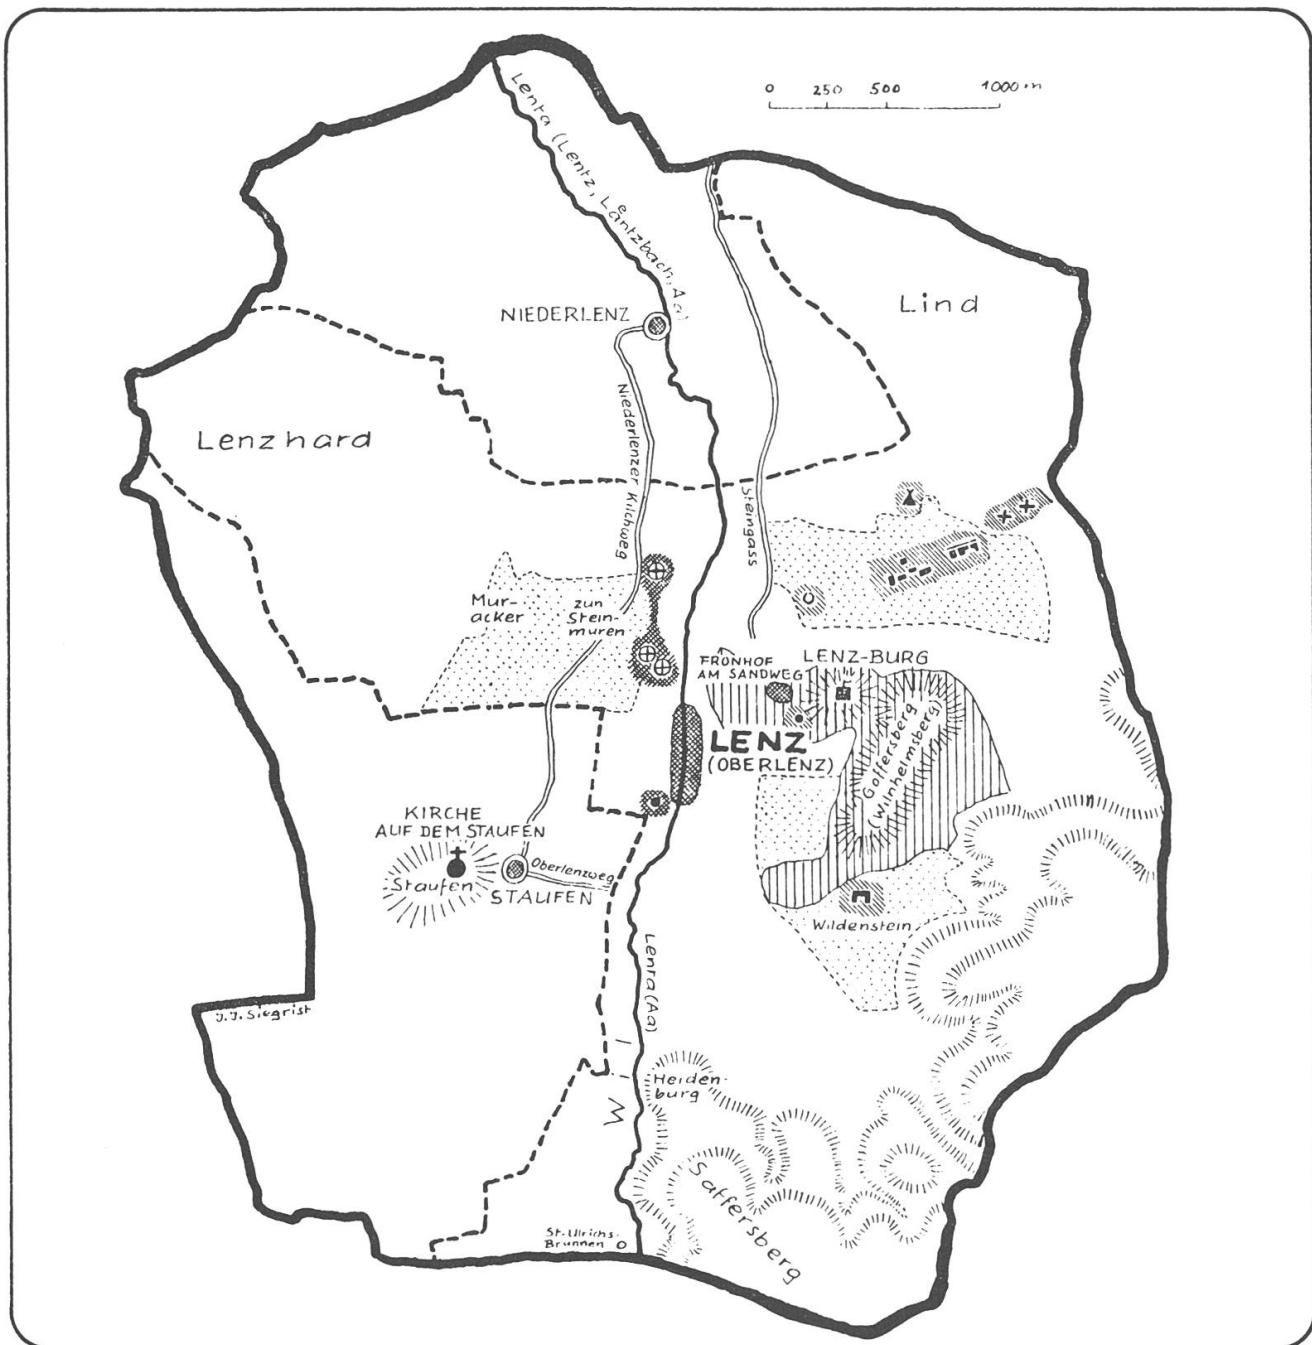 0 250 500 1000 m
Lenta (Lentz, Låentzbach, Aa)
Lind
NIEDERLENZ
Niederlenzer Kilchweg
Lenzhard
Steingass
Mur-
acker
zun
Stein-
muren
FRONHOF
AM SANDWEG
LENZ-BURG
LENZ
(OBERLENZ)
Goffersberg
(Wilnhelmsberg)
KIRCHE
AUF DEM STAUFEN
Staufen
STAUFEN
Oberlenzweg
Wildenstein
Lenta (Aa)
J.J. Siegrist
W I
Heiden-
burg
Saffersberg
St. Ulrichs-
Brunnen